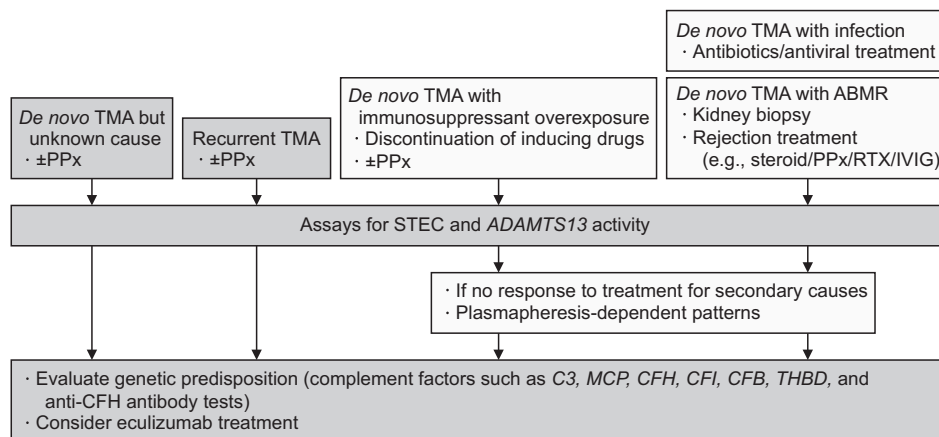 De novo TMA with infection
· Antibiotics/antiviral treatment
De novo TMA but
unknown cause
· ±PPx
Recurrent TMA
· ±PPx
De novo TMA with
immunosuppressant overexposure
· Discontinuation of inducing drugs
· ±PPx
De novo TMA with ABMR
· Kidney biopsy
· Rejection treatment
(e.g., steroid/PPx/RTX/IVIG)
Assays for STEC and ADAMTS13 activity
· If no response to treatment for secondary causes
· Plasmapheresis-dependent patterns
· Evaluate genetic predisposition (complement factors such as C3, MCP, CFH, CFI, CFB, THBD, and
anti-CFH antibody tests)
· Consider eculizumab treatment